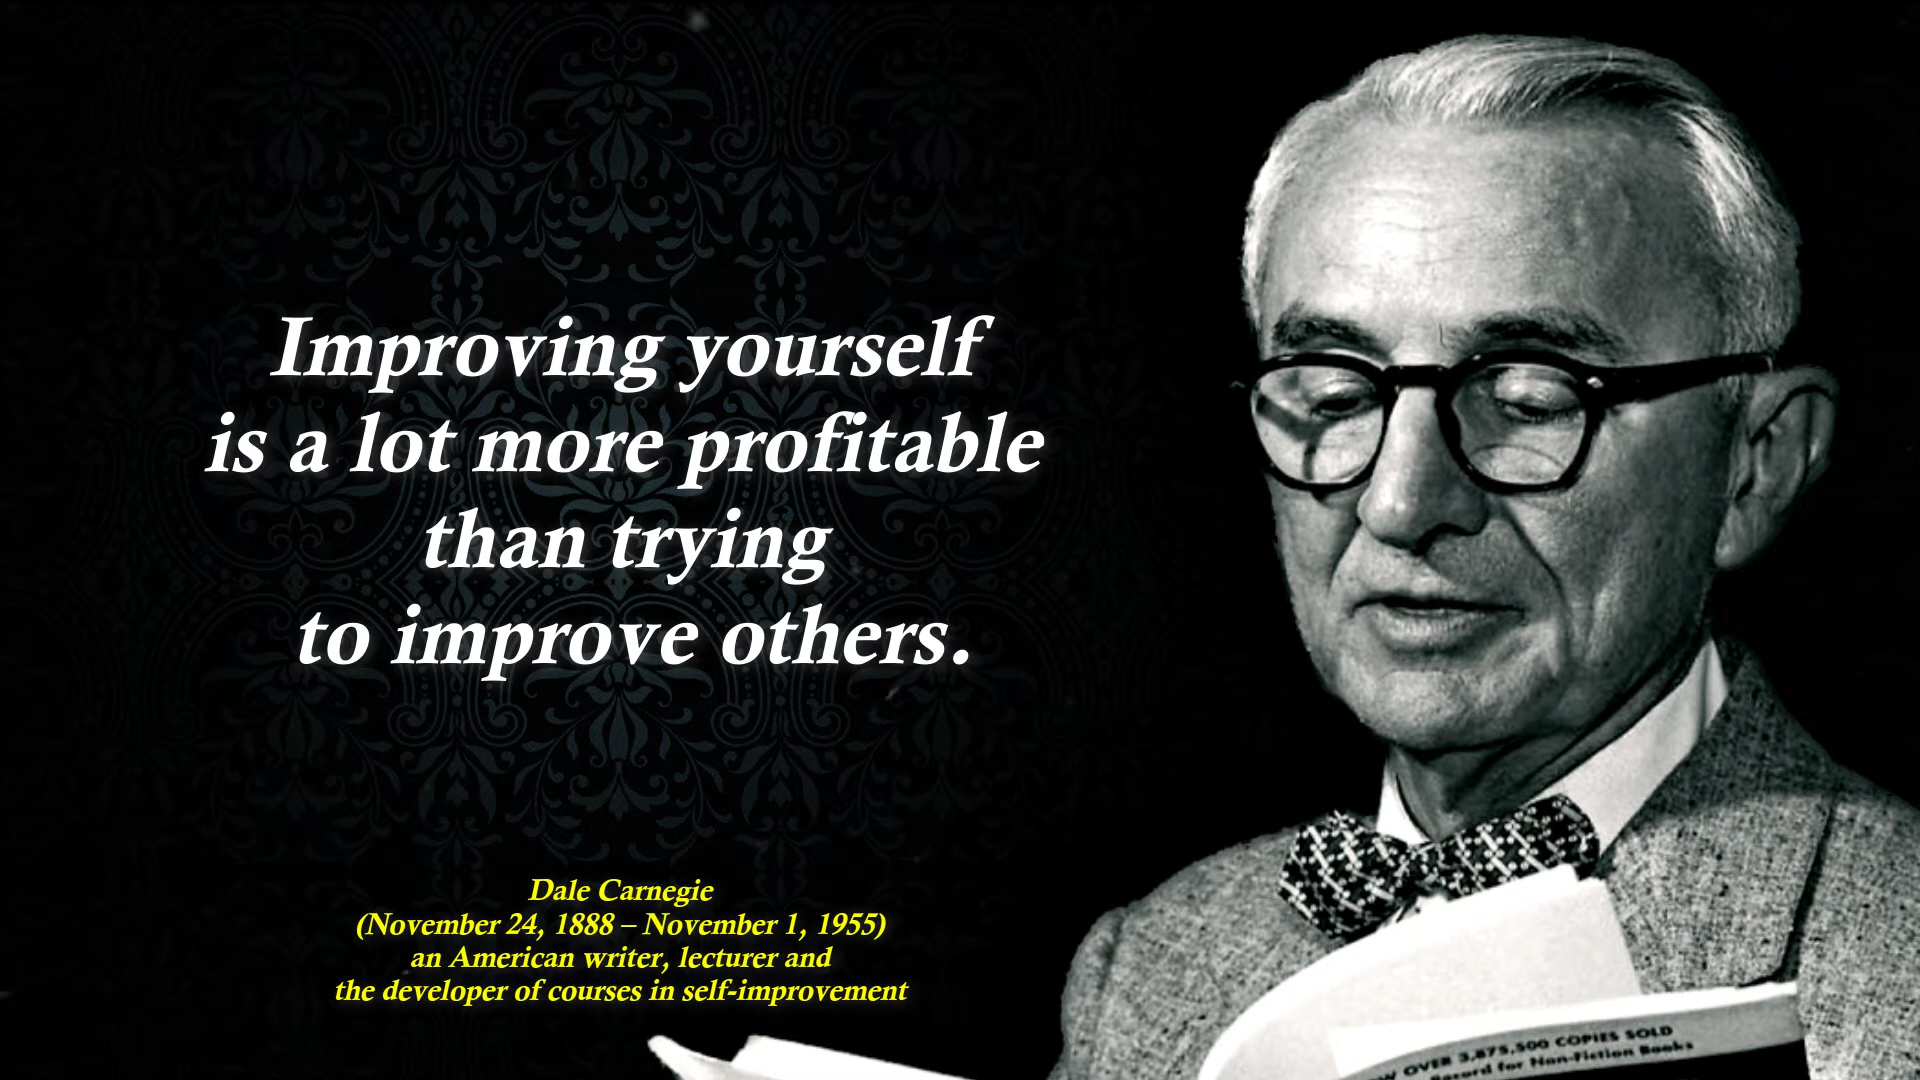 Improving yourself
is a lot more profitable
than trying
to improve others.
Dale Carnegie
(November 24, 1888 – November 1, 1955)
an American writer, lecturer and
the developer of courses in self-improvement
OVER 3,875,500 COPIES SOLD
Record for Non-Fiction Books